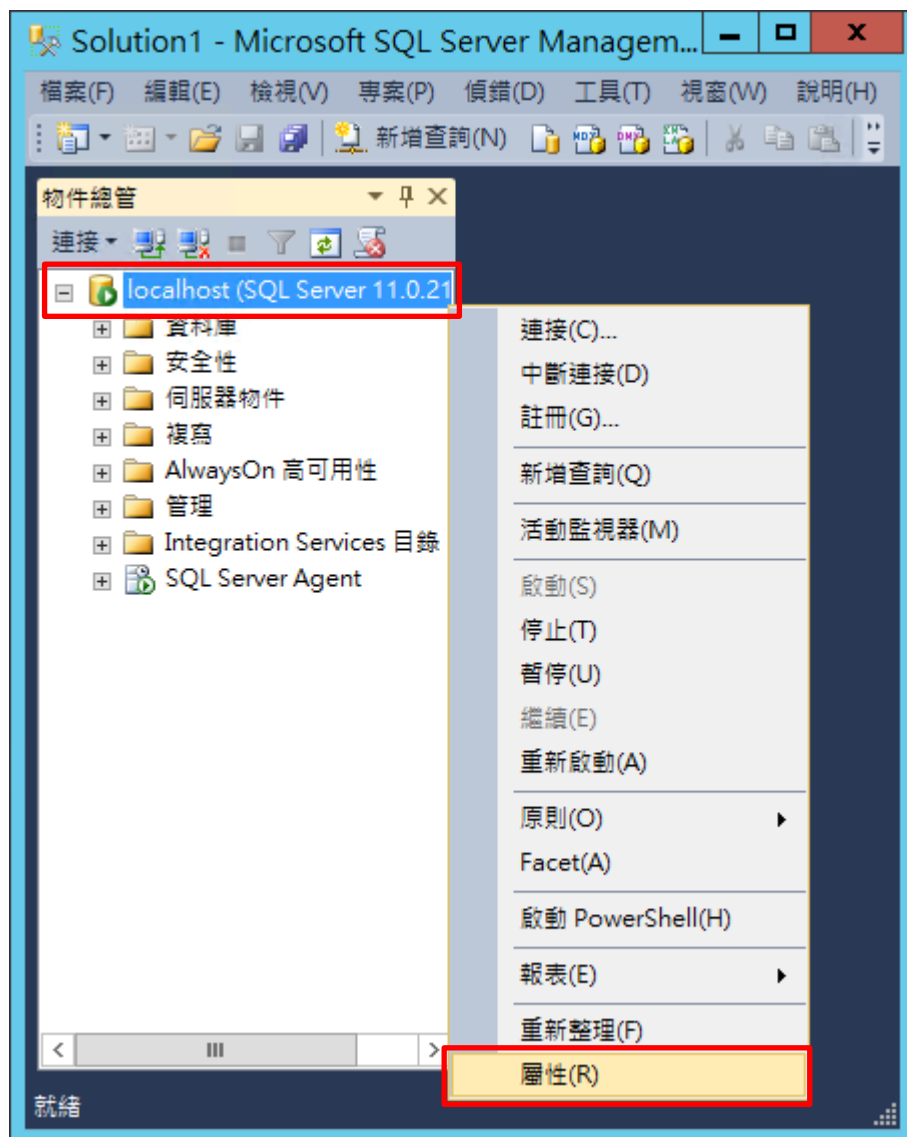 Solution1 - Microsoft SQL Server Managem...
檔案(F) 編輯(E) 檢視(V) 專案(P) 偵錯(D) 工具(T) 視窗(W) 說明(H)
新增查詢(N)
物件總管
連接
localhost (SQL Server 11.0.21
資料庫
安全性
伺服器物件
複寫
AlwaysOn 高可用性
管理
Integration Services 目錄
SQL Server Agent
連接(C)...
中斷連接(D)
註冊(G)...
新增查詢(Q)
活動監視器(M)
啟動(S)
停止(T)
暫停(U)
繼續(E)
重新啟動(A)
原則(O)
Facet(A)
啟動 PowerShell(H)
報表(E)
重新整理(F)
屬性(R)
就緒